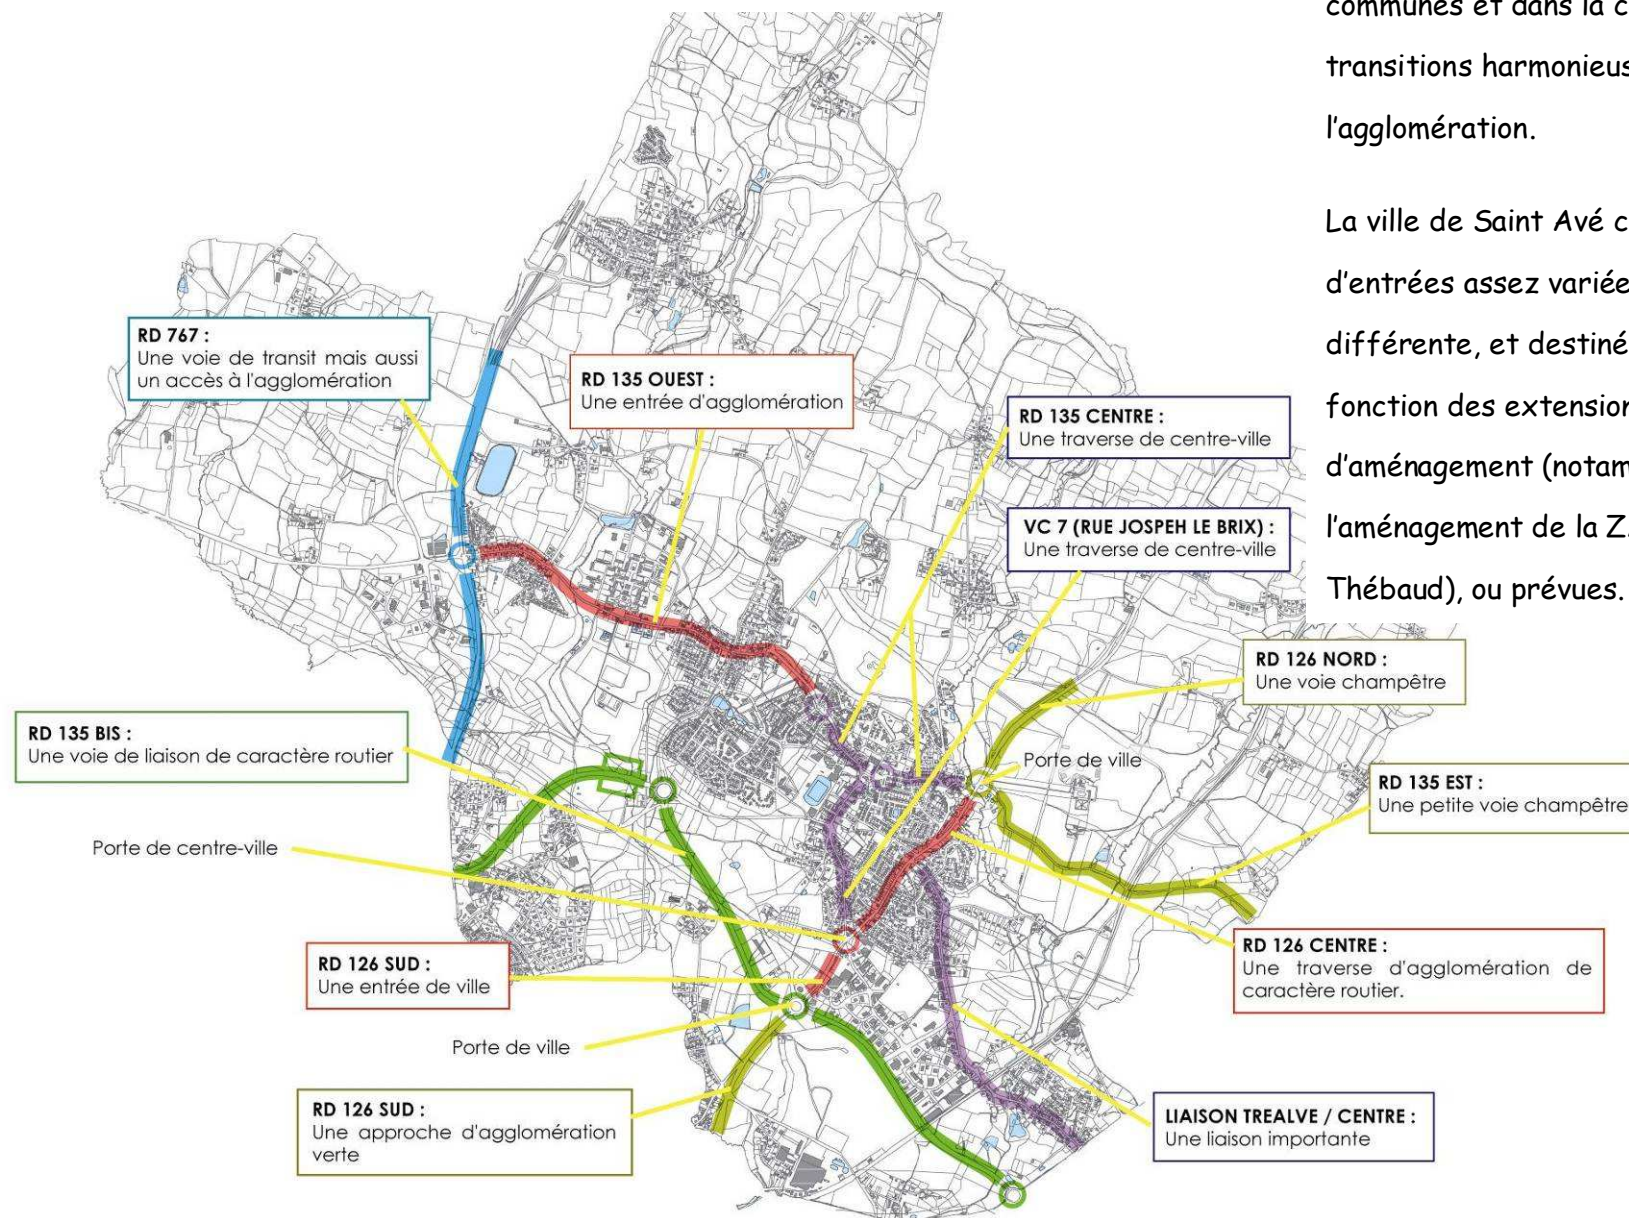 communes et dans la c
transitions harmonieus
l'agglomération.
La ville de Saint Avé c
d'entrées assez variée
différente, et destiné
fonction des extension
d'aménagement (notam
l'aménagement de la Z.
Thébaud), ou prévues.
RD 767 :
Une voie de transit mais aussi
un accès à l'agglomération
RD 135 OUEST :
Une entrée d'agglomération
RD 135 CENTRE :
Une traverse de centre-ville
VC 7 (RUE JOSPEH LE BRIX) :
Une traverse de centre-ville
RD 126 NORD :
Une voie champêtre
RD 135 BIS :
Une voie de liaison de caractère routier
Porte de ville
RD 135 EST :
Une petite voie champêtre
Porte de centre-ville
RD 126 SUD :
Une entrée de ville
RD 126 CENTRE :
Une traverse d'agglomération de
caractère routier.
Porte de ville
RD 126 SUD :
Une approche d'agglomération
verte
LIAISON TREALVE / CENTRE :
Une liaison importante